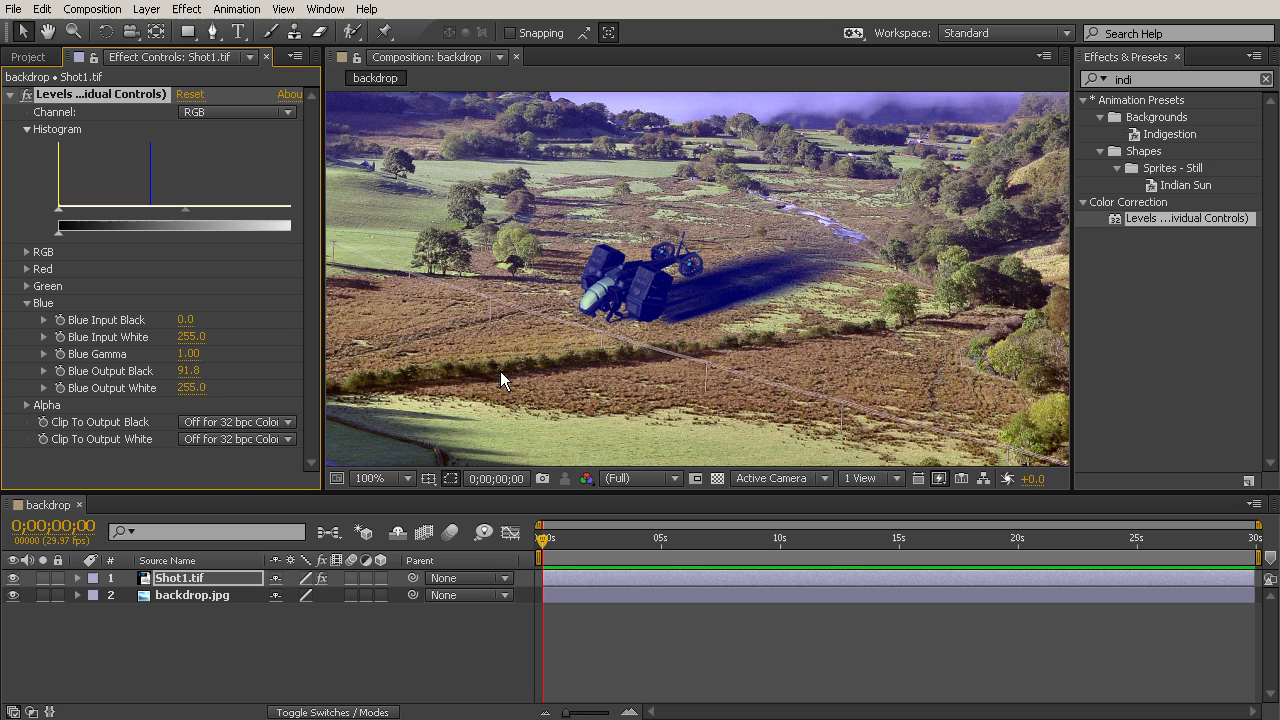 File Edit Composition Layer Effect Animation View Window Help
Snapping Workspace: Standard Search Help
Project Effect Controls: Shot1.tif Composition: backdrop Effects & Presets
backdrop • Shot1.tif backdrop indi
Levels ...idual Controls) Reset Abou
Channel: RGB
Histogram
RGB
Red
Green
Blue
Blue Input Black 0.0
Blue Input White 255.0
Blue Gamma 1.00
Blue Output Black 91.8
Blue Output White 255.0
Alpha
Clip To Output Black Off for 32 bpc Color
Clip To Output White Off for 32 bpc Color
* Animation Presets
Backgrounds
Indigestion
Shapes
Sprites - Still
Indian Sun
Color Correction
Levels ...ividual Controls)
100% 0;00;00;00 (Full) Active Camera 1 View +0.0
backdrop
0;00;00;00
00000 (29.97 fps)
:00s 05s 10s 15s 20s 25s 30s
# Source Name Parent
1 Shot1.tif None
2 backdrop.jpg None
Toggle Switches / Modes